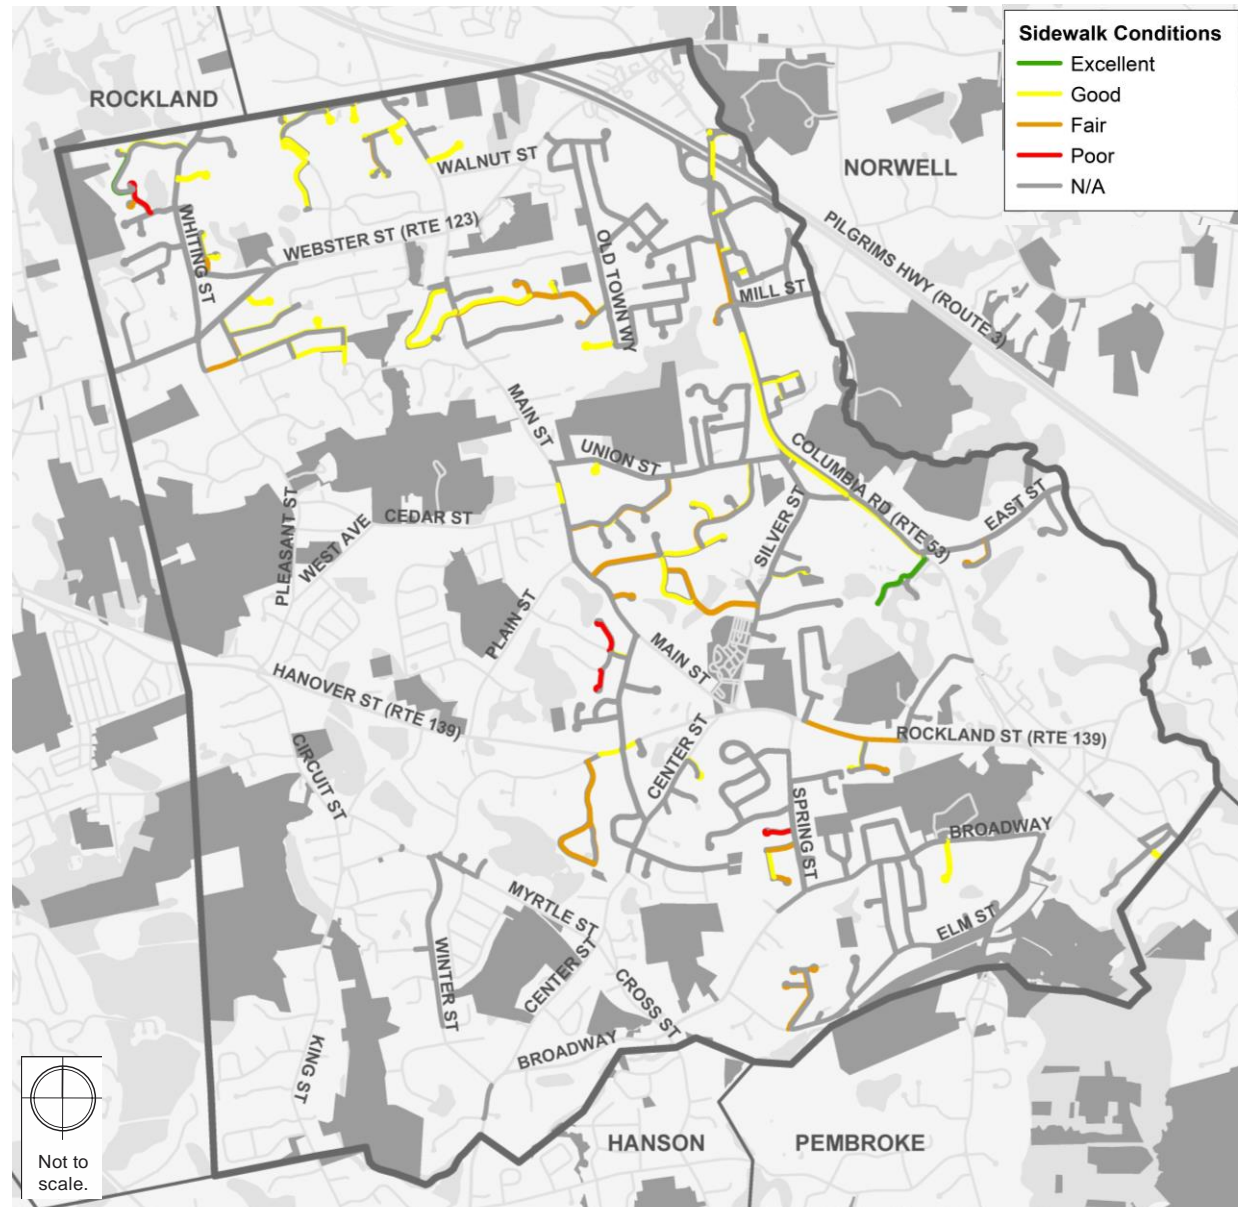 Sidewalk Conditions
Excellent
Good
Fair
Poor
N/A
ROCKLAND
NORWELL
WALNUT ST
WHITING ST
WEBSTER ST (RTE 123)
OLD TOWN WY
PILGRIMS HWY (ROUTE 3)
MILL ST
MAIN ST
UNION ST
COLUMBIA RD (RTE 53)
EAST ST
SILVER ST
PLEASANT ST
WEST AVE
CEDAR ST
PLAIN ST
MAIN ST
HANOVER ST (RTE 139)
CENTER ST
ROCKLAND ST (RTE 139)
CIRCUIT ST
SPRING ST
BROADWAY
MYRTLE ST
ELM ST
WINTER ST
CENTER ST
CROSS ST
BROADWAY
KING ST
HANSON
PEMBROKE
Not to
scale.